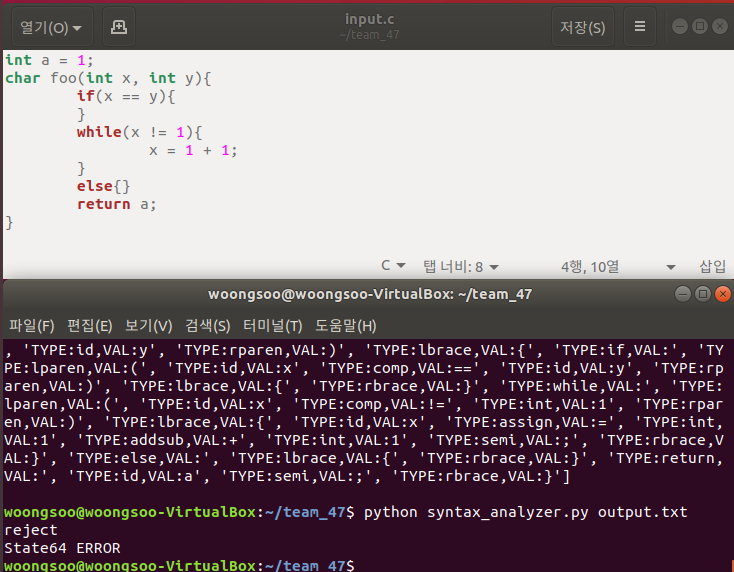 열기(O)
input.c
~/team_47
저장(S)
int a = 1;
char foo(int x, int y){
if(x == y){
}
while(x != 1){
x = 1 + 1;
}
else{}
return a;
}
C
탭 너비: 8
4행, 10열
삽입
woongsoo@woongsoo-VirtualBox: ~/team_47
파일(F) 편집(E) 보기(V) 검색(S) 터미널(T) 도움말(H)
, 'TYPE:id,VAL:y', 'TYPE:rparen,VAL:)', 'TYPE:lbrace,VAL:{', 'TYPE:if,VAL:', 'TY
PE:lparen,VAL:(', 'TYPE:id,VAL:x', 'TYPE:comp,VAL:==', 'TYPE:id,VAL:y', 'TYPE:rp
aren,VAL:)', 'TYPE:lbrace,VAL:{', 'TYPE:rbrace,VAL:}', 'TYPE:while,VAL:', 'TYPE:
lparen,VAL:(', 'TYPE:id,VAL:x', 'TYPE:comp,VAL:!=', 'TYPE:int,VAL:1', 'TYPE:rpar
en,VAL:)', 'TYPE:lbrace,VAL:{', 'TYPE:id,VAL:x', 'TYPE:assign,VAL:=', 'TYPE:int,
VAL:1', 'TYPE:addsub,VAL:+', 'TYPE:int,VAL:1', 'TYPE:semi,VAL:;', 'TYPE:rbrace,V
AL:}', 'TYPE:else,VAL:', 'TYPE:lbrace,VAL:{', 'TYPE:rbrace,VAL:}', 'TYPE:return,
VAL:', 'TYPE:id,VAL:a', 'TYPE:semi,VAL:;', 'TYPE:rbrace,VAL:}']
woongsoo@woongsoo-VirtualBox:~/team_47$ python syntax_analyzer.py output.txt
reject
State64 ERROR
woongsoo@woongsoo-VirtualBox:~/team_47$